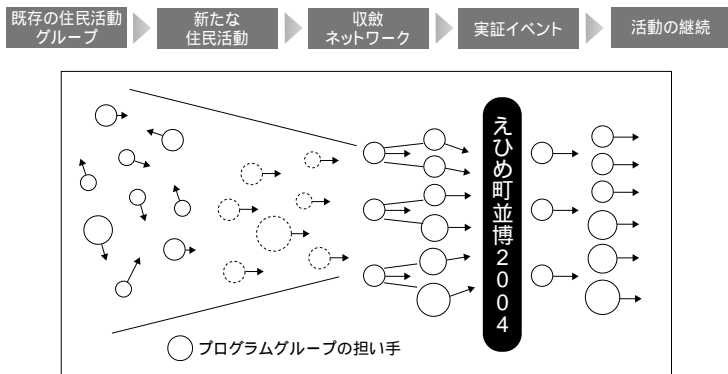 既存の住民活動
グループ
新たな
住民活動
収斂
ネットワーク
実証イベント
活動の継続
えひめ町並博2004
プログラムグループの担い手